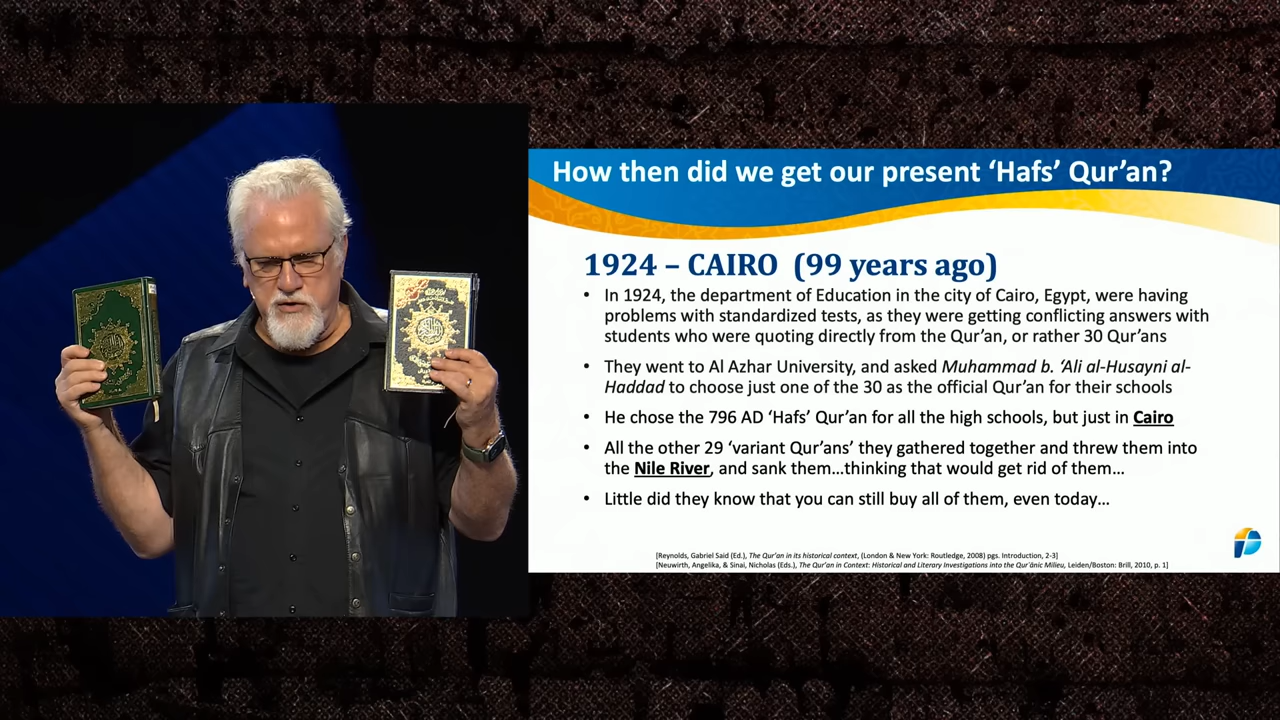 How then did we get our present ‘Hafs’ Qur’an?
1924 – CAIRO (99 years ago)
• In 1924, the department of Education in the city of Cairo, Egypt, were having
problems with standardized tests, as they were getting conflicting answers with
students who were quoting directly from the Qur’an, or rather 30 Qur’ans
• They went to Al Azhar University, and asked Muhammad b. ‘Ali al-Husayni al-
Haddad to choose just one of the 30 as the official Qur’an for their schools
• He chose the 796 AD ‘Hafs’ Qur’an for all the high schools, but just in Cairo
• All the other 29 ‘variant Qur’ans’ they gathered together and threw them into
the Nile River, and sank them…thinking that would get rid of them…
• Little did they know that you can still buy all of them, even today…
[Reynolds, Gabriel Said (Ed.), The Qur’an in its historical context, (London & New York: Routledge, 2008) pgs. Introduction, 2-3]
[Neuwirth, Angelika, & Sinai, Nicholas (Eds.), The Qur’an in Context: Historical and Literary Investigations into the Qur’ānic Milieu, Leiden/Boston: Brill, 2010, p. 1]